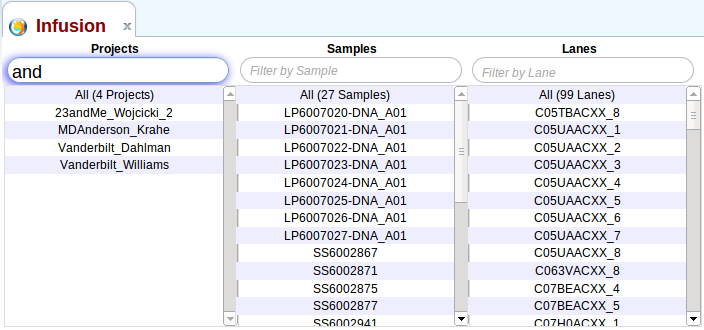 Infusion x
Projects Samples Lanes
and Filter by Sample Filter by Lane
All (4 Projects) All (27 Samples) All (99 Lanes)
23andMe_Wojcicki_2 LP6007020-DNA_A01 C05TBACXX_8
MDAnderson_Krahe LP6007021-DNA_A01 C05UAACXX_1
Vanderbilt_Dahlman LP6007022-DNA_A01 C05UAACXX_2
Vanderbilt_Williams LP6007023-DNA_A01 C05UAACXX_3
LP6007024-DNA_A01 C05UAACXX_4
LP6007025-DNA_A01 C05UAACXX_5
LP6007026-DNA_A01 C05UAACXX_6
LP6007027-DNA_A01 C05UAACXX_7
SS6002867 C05UAACXX_8
SS6002871 C063VACXX_8
SS6002875 C07BEACXX_4
SS6002877 C07BEACXX_5
SS6002941 C07H0ACXX_1